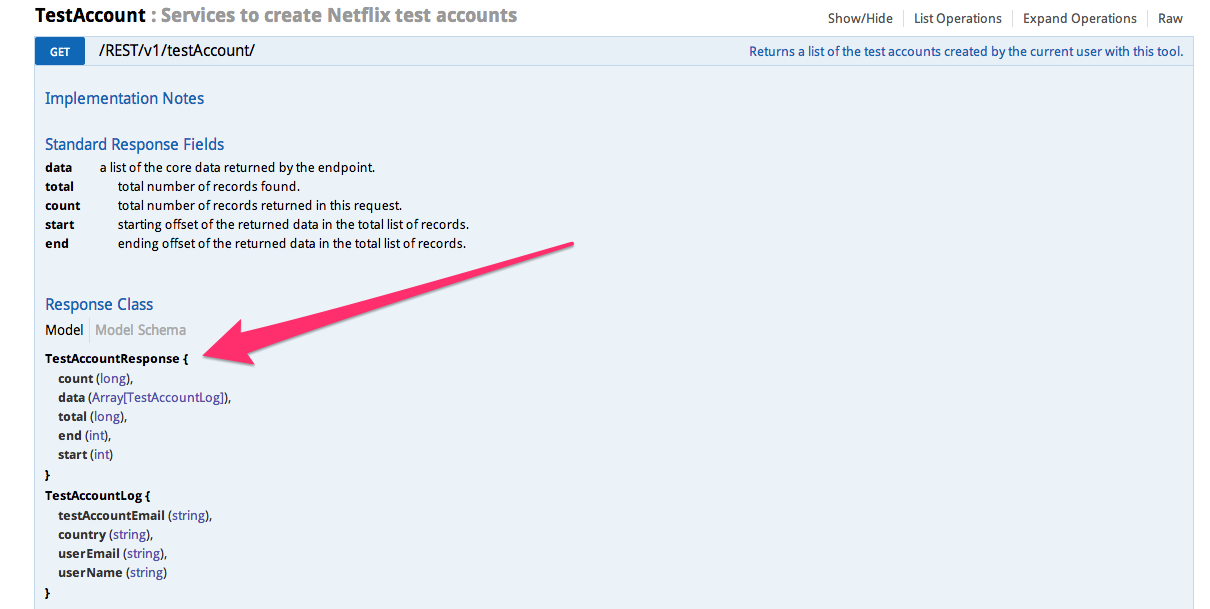 TestAccount : Services to create Netflix test accounts
Show/Hide List Operations Expand Operations Raw
GET /REST/v1/testAccount/ Returns a list of the test accounts created by the current user with this tool.
Implementation Notes
Standard Response Fields
data a list of the core data returned by the endpoint.
total total number of records found.
count total number of records returned in this request.
start starting offset of the returned data in the total list of records.
end ending offset of the returned data in the total list of records.
Response Class
Model Model Schema
TestAccountResponse {
count (long),
data (Array[TestAccountLog]),
total (long),
end (int),
start (int)
}
TestAccountLog {
testAccountEmail (string),
country (string),
userEmail (string),
userName (string)
}